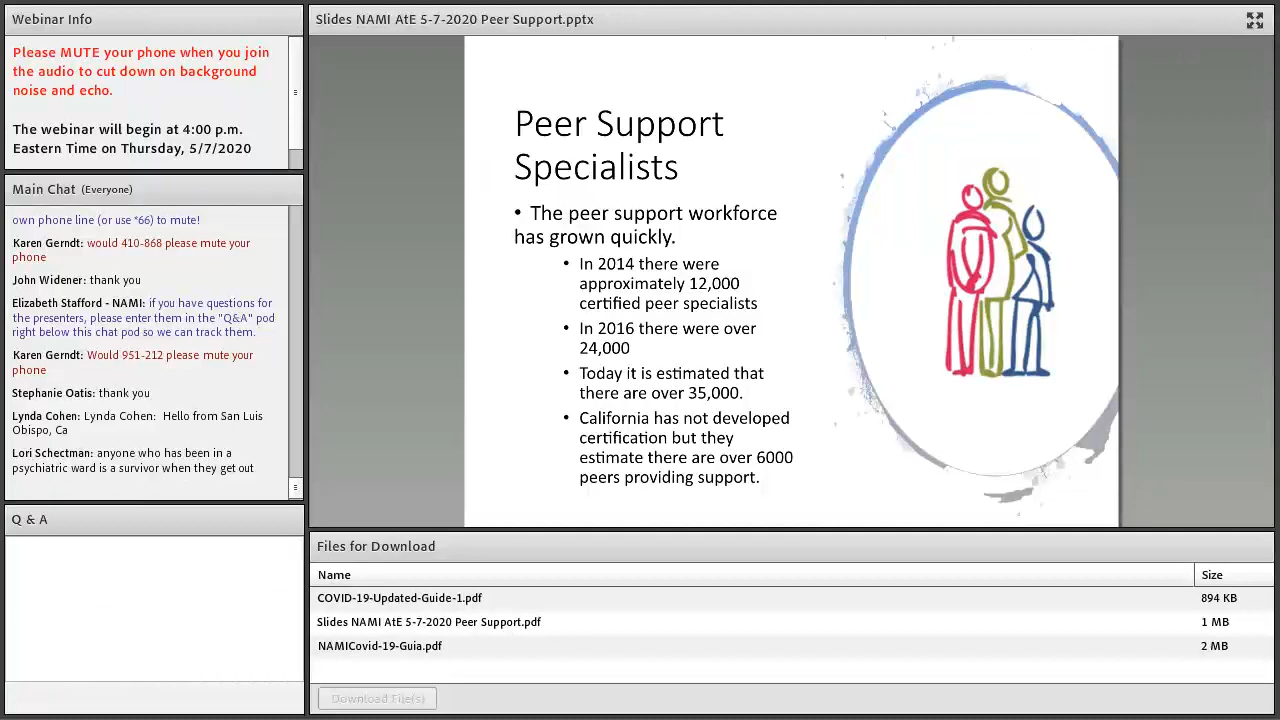 Webinar Info
Please MUTE your phone when you join
the audio to cut down on background
noise and echo.
The webinar will begin at 4:00 p.m.
Eastern Time on Thursday, 5/7/2020
Main Chat (Everyone)
own phone line (or use *66) to mute!
Karen Gerndt: would 410-868 please mute your
phone
John Widener: thank you
Elizabeth Stafford - NAMI: if you have questions for
the presenters, please enter them in the "Q&A" pod
right below this chat pod so we can track them.
Karen Gerndt: Would 951-212 please mute your
phone
Stephanie Oatis: thank you
Lynda Cohen: Lynda Cohen: Hello from San Luis
Obispo, Ca
Lori Schectman: anyone who has been in a
psychiatric ward is a survivor when they get out
Q & A
Slides NAMI AtE 5-7-2020 Peer Support.pptx
Peer Support
Specialists
• The peer support workforce
has grown quickly.
• In 2014 there were
approximately 12,000
certified peer specialists
• In 2016 there were over
24,000
• Today it is estimated that
there are over 35,000.
• California has not developed
certification but they
estimate there are over 6000
peers providing support.
Files for Download
Name Size
COVID-19-Updated-Guide-1.pdf 894 KB
Slides NAMI AtE 5-7-2020 Peer Support.pdf 1 MB
NAMICovid-19-Guia.pdf 2 MB
Download File(s)